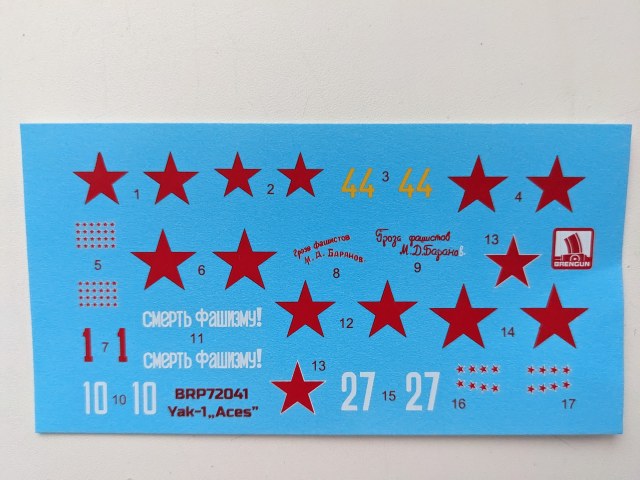 1
2
44 3 44
4
5
6
Гроза фашистов
М. Д. Баранов.
8
Гроза фашистов
М.Д.Баранов.
9
13
BRENGUN
1 7 1
смерть фашизму!
11
смерть фашизму!
12
14
10 10 10
BRP72041
Yak-1„Aces”
13
27 15 27
16
17